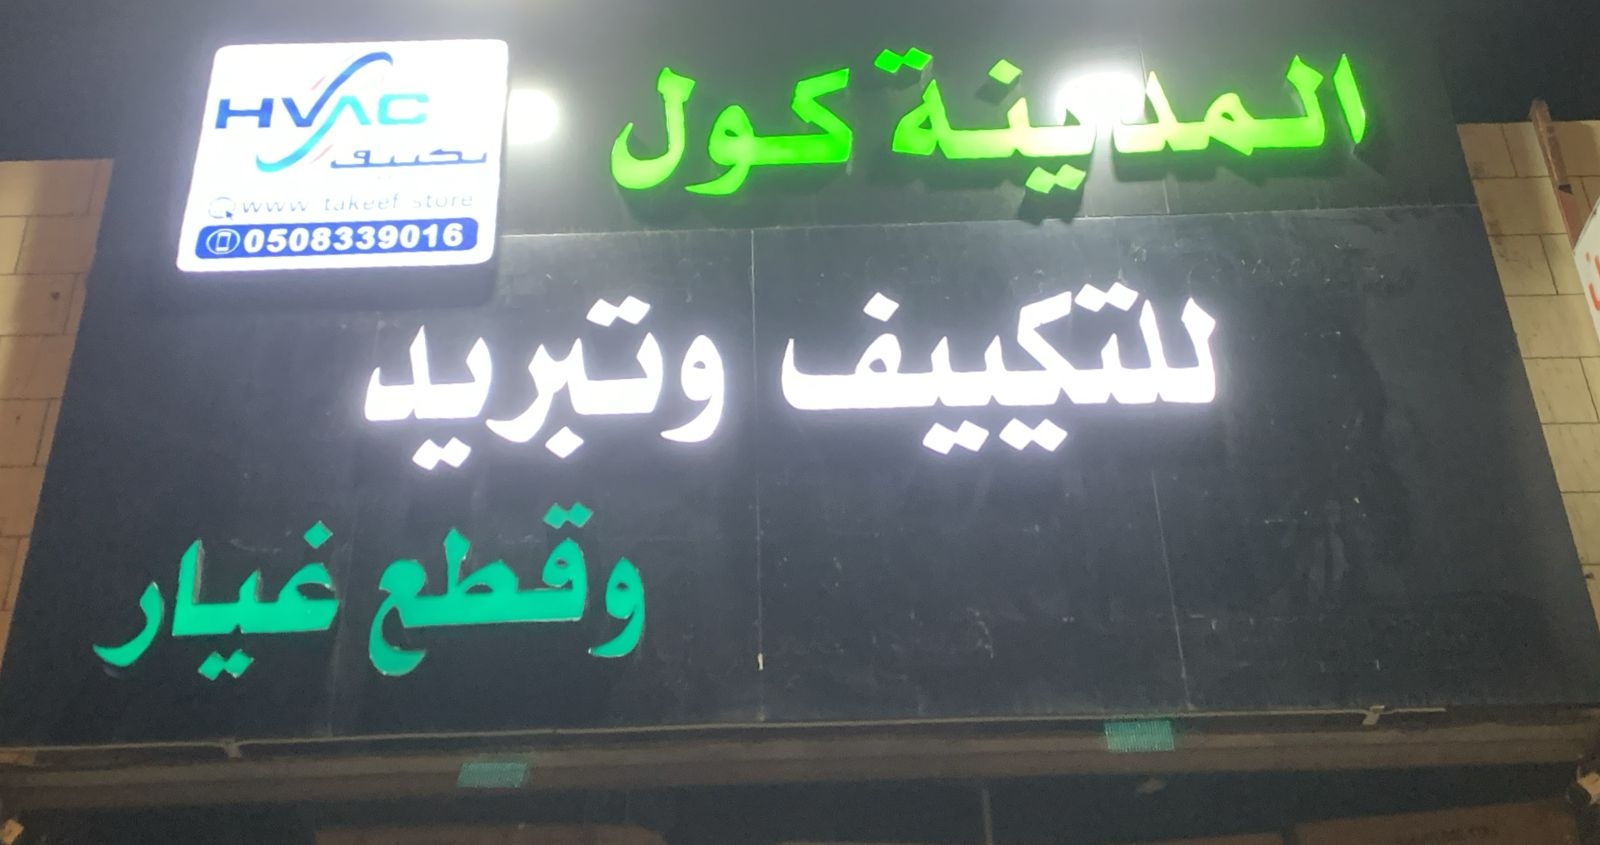 المدينة كول
HVAC
تكييف
www.takeef.store
0508339016
للتكييف وتبريد
وقطع غيار